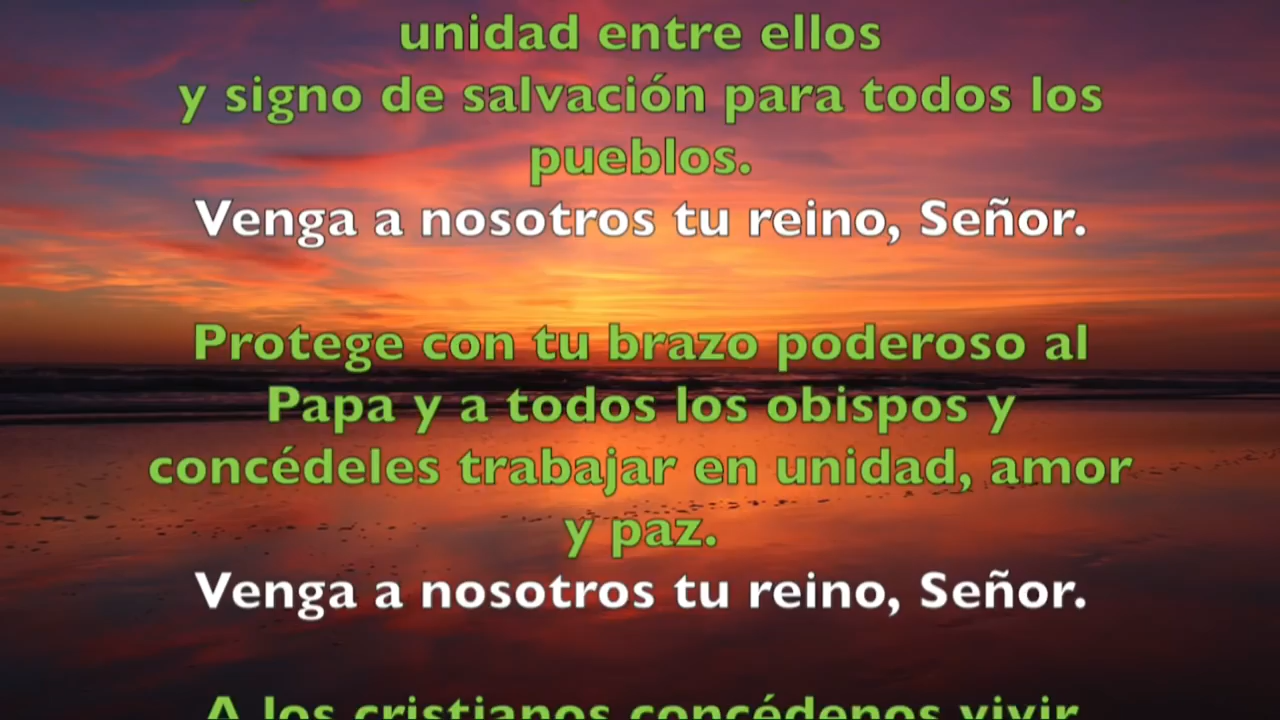 unidad entre ellos
y signo de salvación para todos los
pueblos.
Venga a nosotros tu reino, Señor.
Protege con tu brazo poderoso al
Papa y a todos los obispos y
concédeles trabajar en unidad, amor
y paz.
Venga a nosotros tu reino, Señor.
A los cristianos concédenos vivir